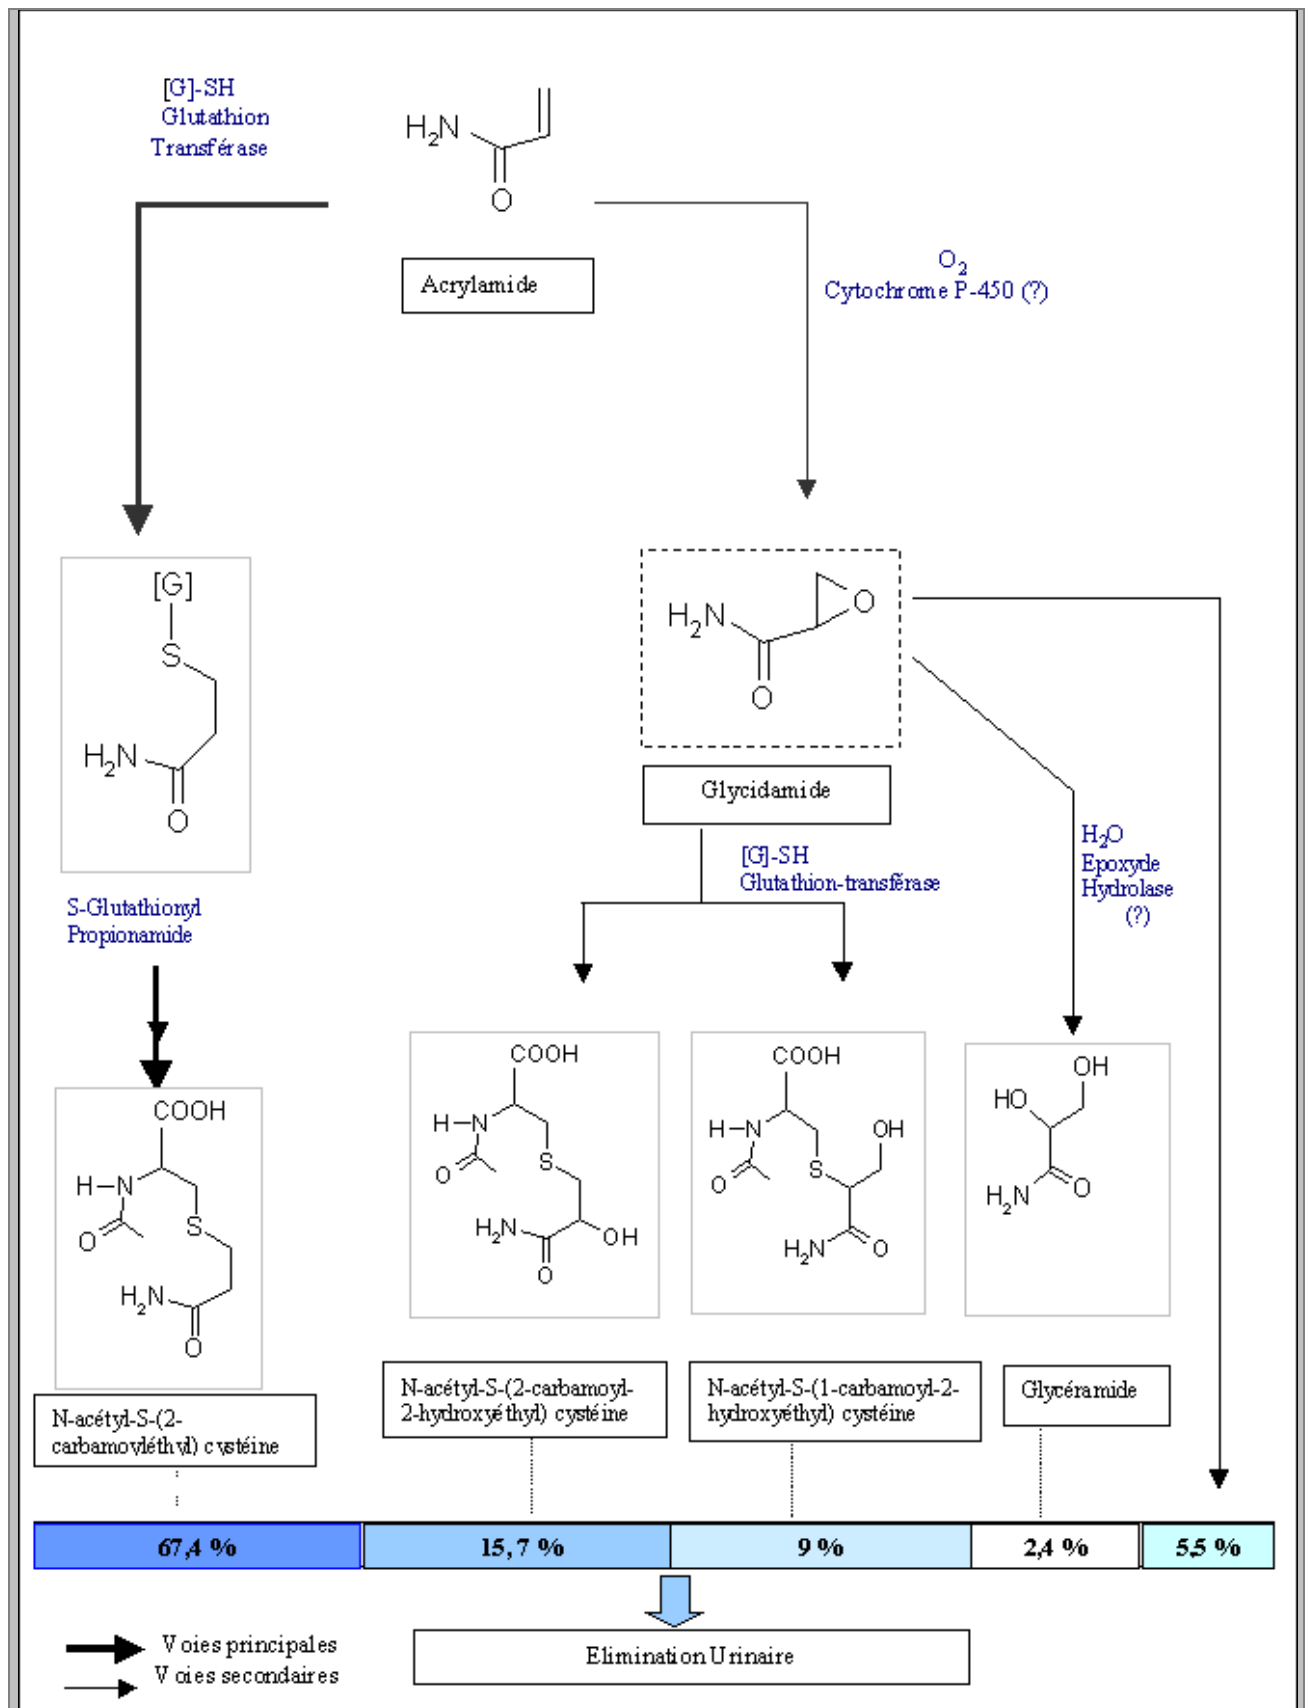 [G]-SH
Glutathion
Transférase
H₂N
O
Acrylamide
O₂
Cytochrome P-450 (?)
[G]
S
H₂N
O
S-Glutathionyl
Propionamide
H₂N
O
O
Glycidamide
[G]-SH
Glutathion-transférase
H₂O
Epoxyde
Hydrolase
(?)
COOH
H-N
O
S
H₂N
O
N-acétyl-S-(2-
carbamoyléthyl) cystéine
COOH
H-N
O
S
H₂N
OH
O
N-acétyl-S-(2-carbamoyl-
2-hydroxyéthyl) cystéine
COOH
H-N
OH
O
S
H₂N
O
N-acétyl-S-(1-carbamoyl-2-
hydroxyéthyl) cystéine
OH
HO
H₂N
O
Glycéramide
67,4 %
15,7 %
9 %
2,4 %
5,5 %
Elimination Urinaire
Voies principales
Voies secondaires